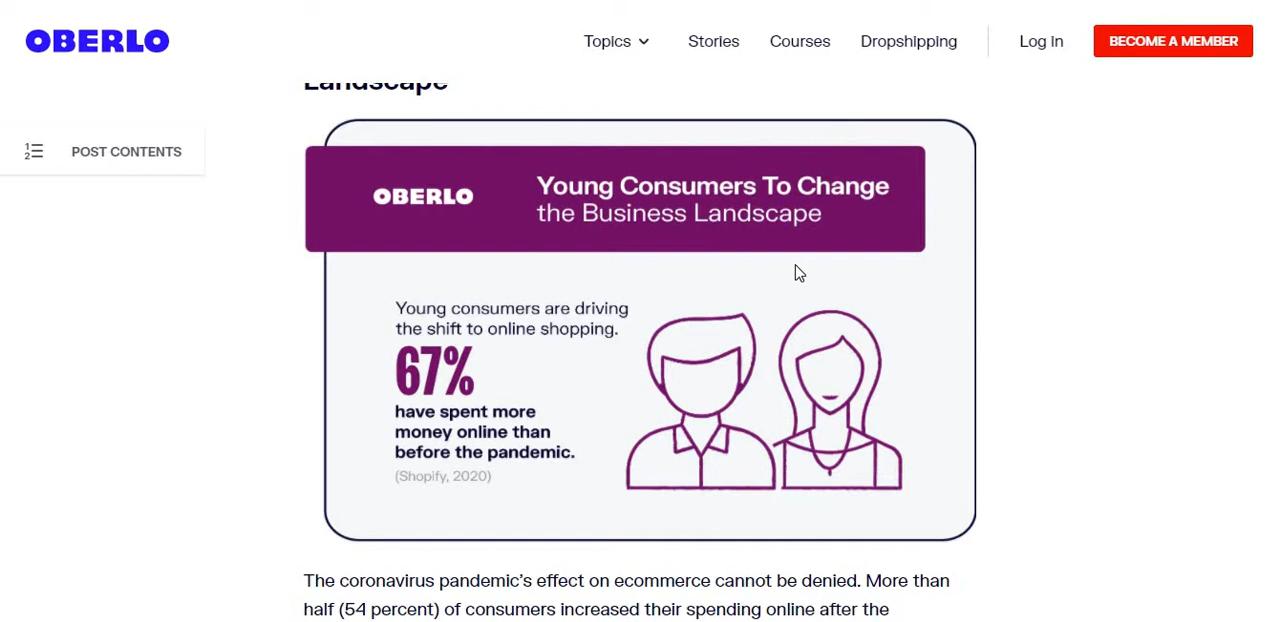 OBERLO
Topics
Stories
Courses
Dropshipping
Log In
BECOME A MEMBER
Landscape
1 2
POST CONTENTS
OBERLO
Young Consumers To Change
the Business Landscape
Young consumers are driving
the shift to online shopping.
67%
have spent more
money online than
before the pandemic.
(Shopify, 2020)
The coronavirus pandemic's effect on ecommerce cannot be denied. More than
half (54 percent) of consumers increased their spending online after the